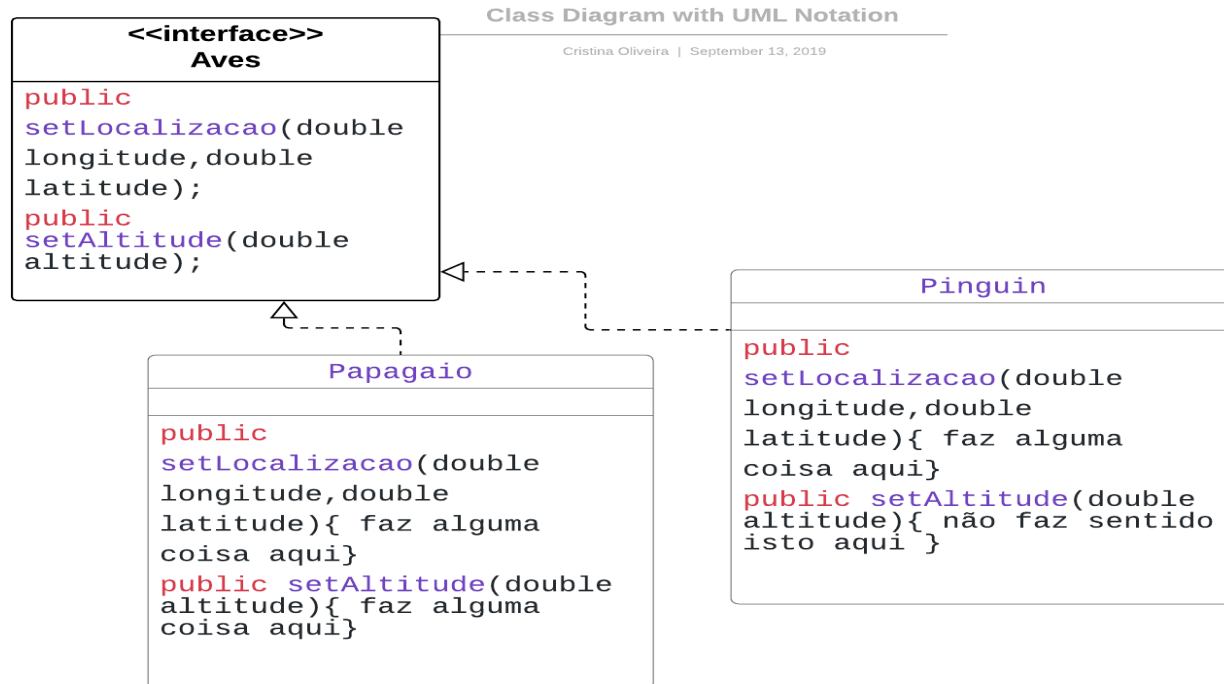 Class Diagram with UML Notation
Cristina Oliveira | September 13, 2019
<<interface>>
Aves
public
setLocalizacao(double
longitude,double
latitude);
public
setAltitude(double
altitude);
Papagaio
public
setLocalizacao(double
longitude,double
latitude){ faz alguma
coisa aqui}
public setAltitude(double
altitude){ faz alguma
coisa aqui}
Pinguin
public
setLocalizacao(double
longitude,double
latitude){ faz alguma
coisa aqui}
public setAltitude(double
altitude){ não faz sentido
isto aqui }